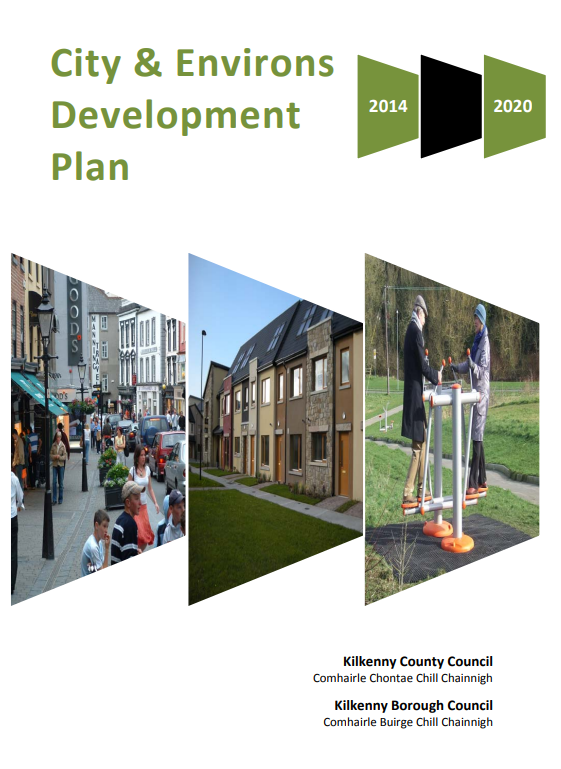 City & Environs
Development
Plan
2014
2020
OODS
Kilkenny County Council
Comhairle Chontae Chill Chainnigh
Kilkenny Borough Council
Comhairle Buirge Chill Chainnigh